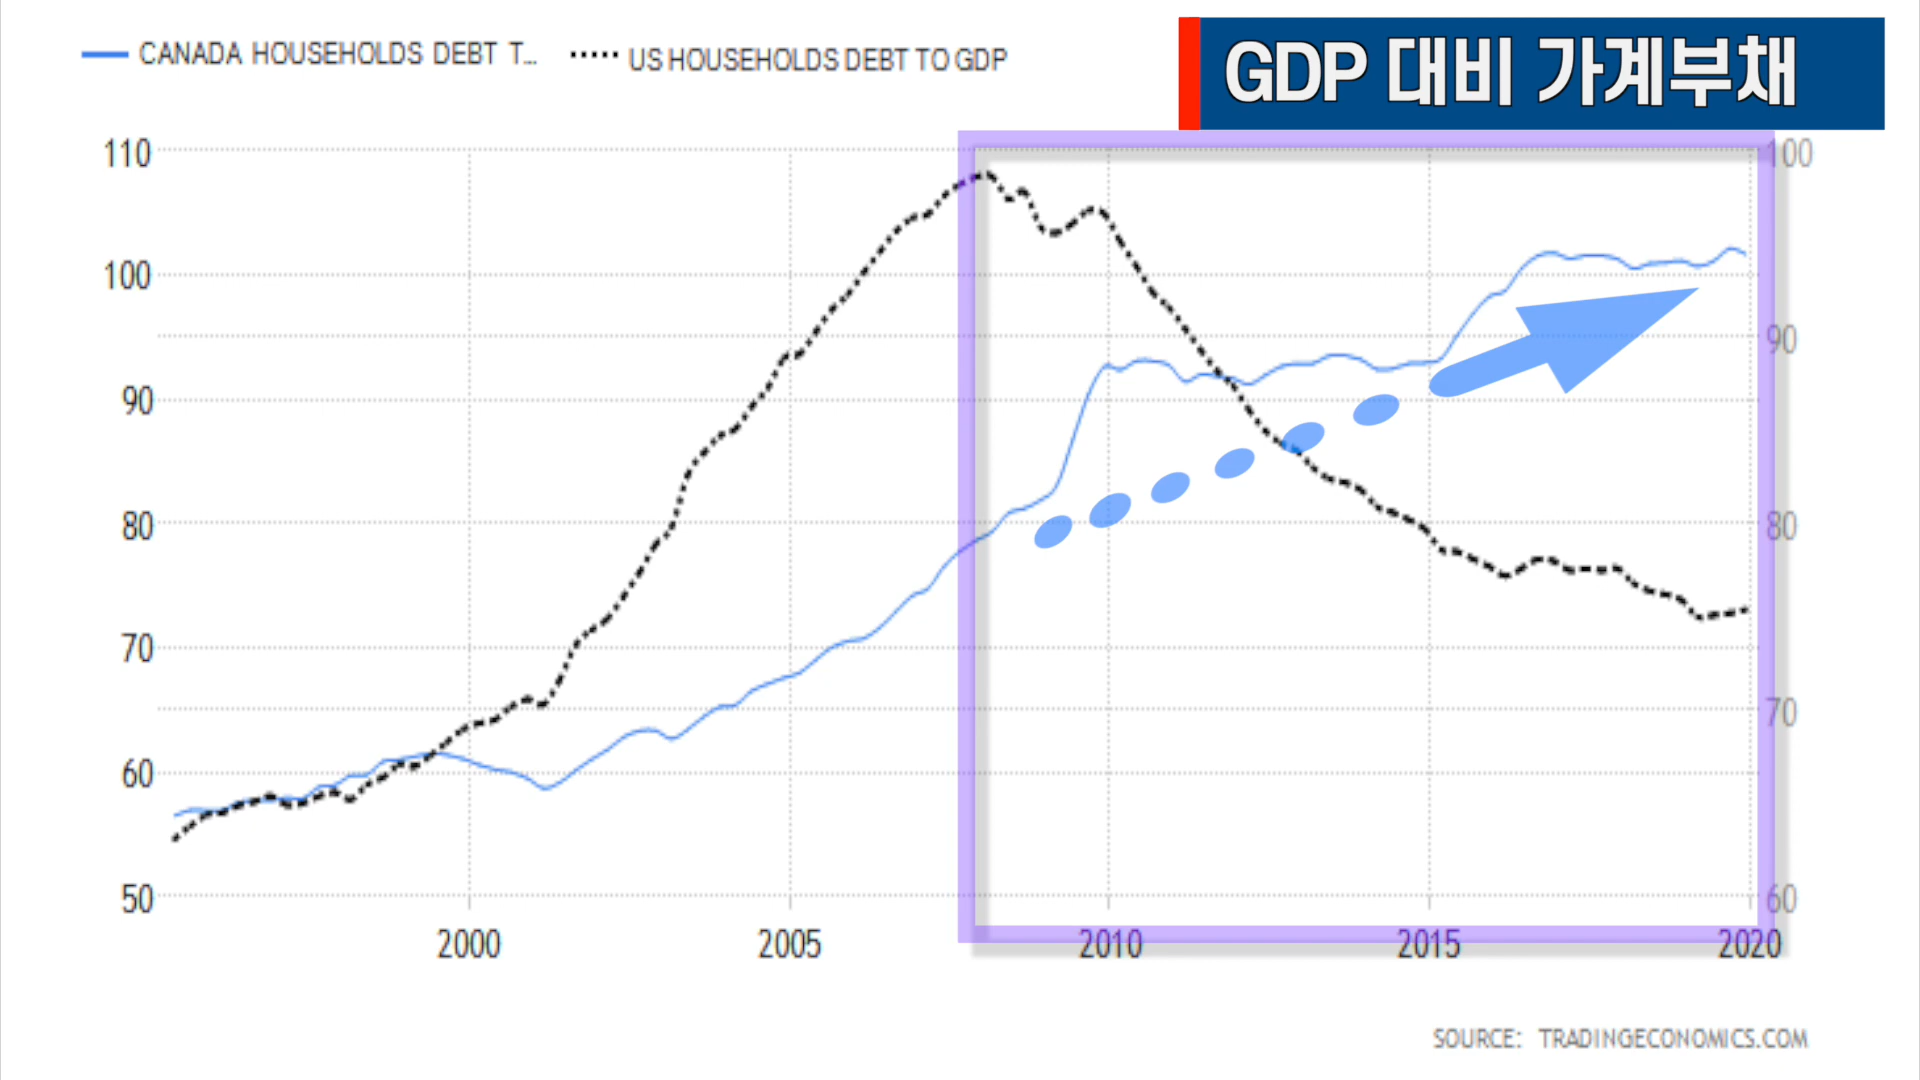 CANADA HOUSEHOLDS DEBT T... US HOUSEHOLDS DEBT TO GDP
GDP 대비 가계부채
110 100
100
90
90
80 80
70
70
60
50 60
2000 2005 2010 2015 2020
SOURCE: TRADINGECONOMICS.COM